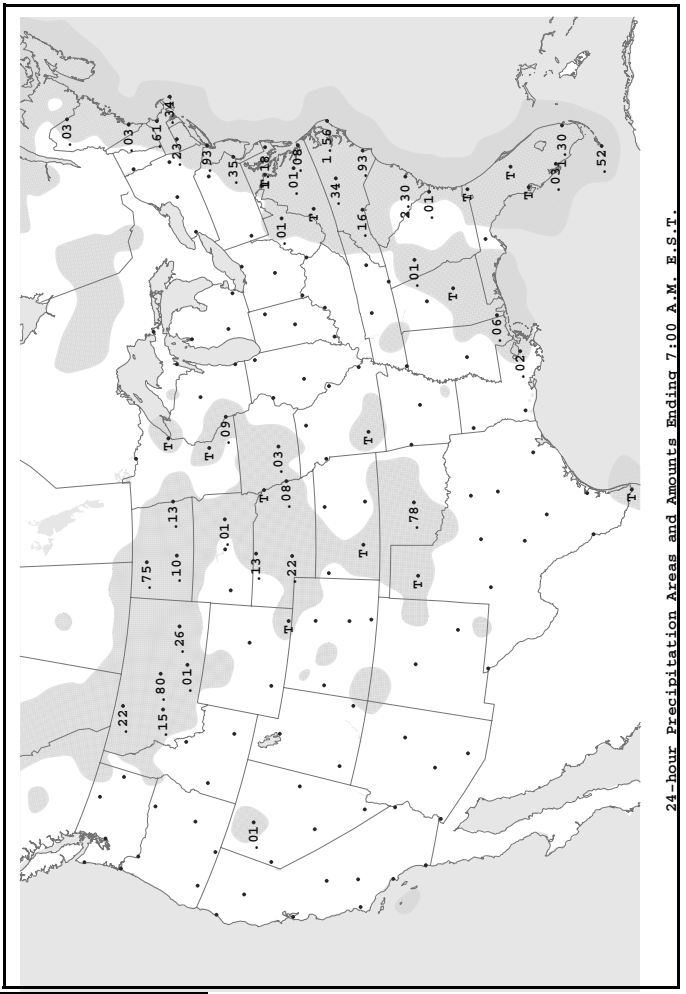 .03
.22
.03
.75
.61
.15 .80
T .34
.13
.10 .23
.26
.01
.93
T
.01 .09
.35
.01 .13
T T .18
.03
.01
.08
T
.22
.01 .08
T
1.56
.34
T .16 .93
T
2.30
.78 .01
T
.01
T
T
.06
T
.02
T
.03 1.30
.52
T
24-hour Precipitation Areas and Amounts Ending 7:00 A.M. E.S.T.